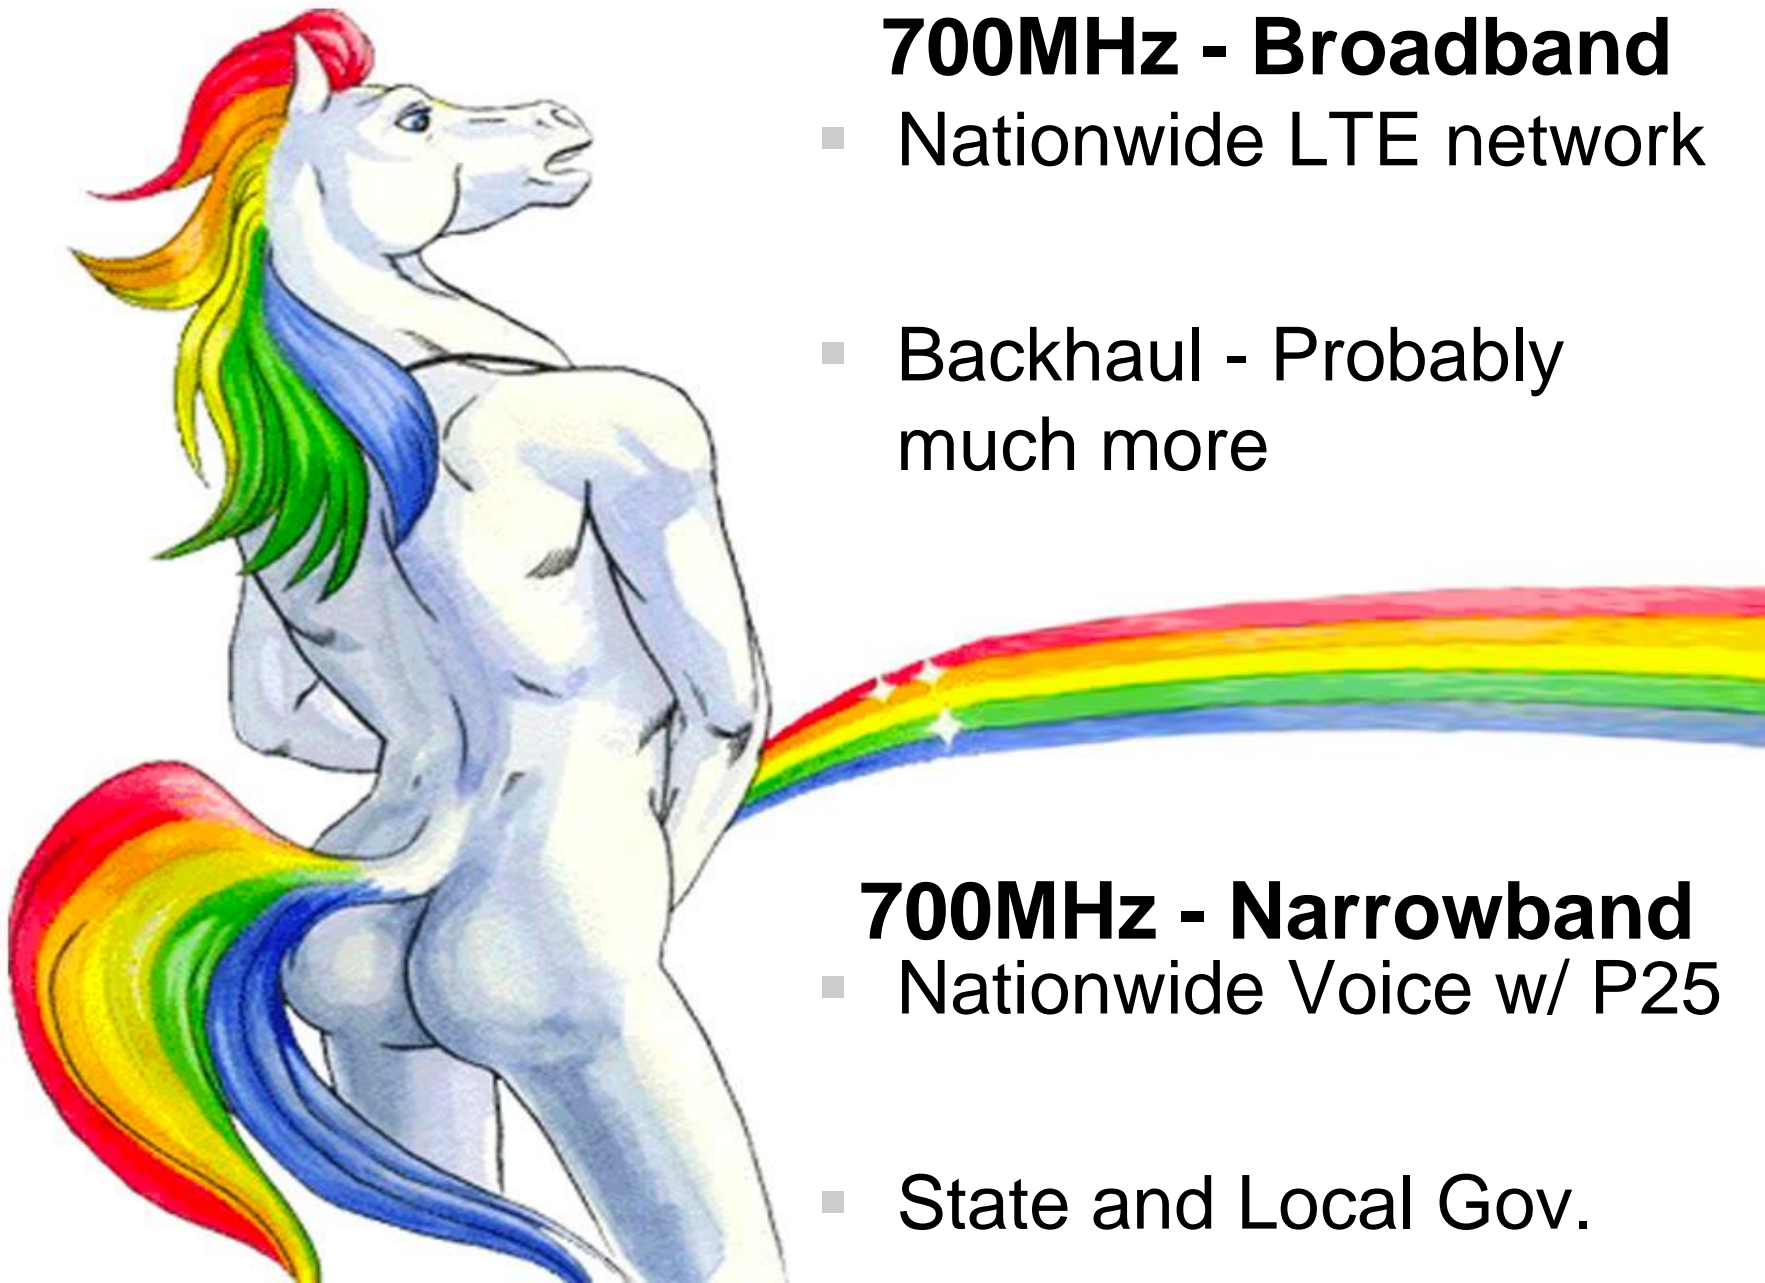 700MHz - Broadband
Nationwide LTE network
Backhaul - Probably
much more
700MHz - Narrowband
Nationwide Voice w/ P25
State and Local Gov.